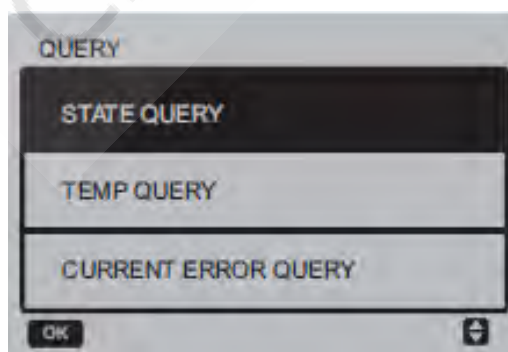 QUERY
STATE QUERY
TEMP QUERY
CURRENT ERROR QUERY
OK